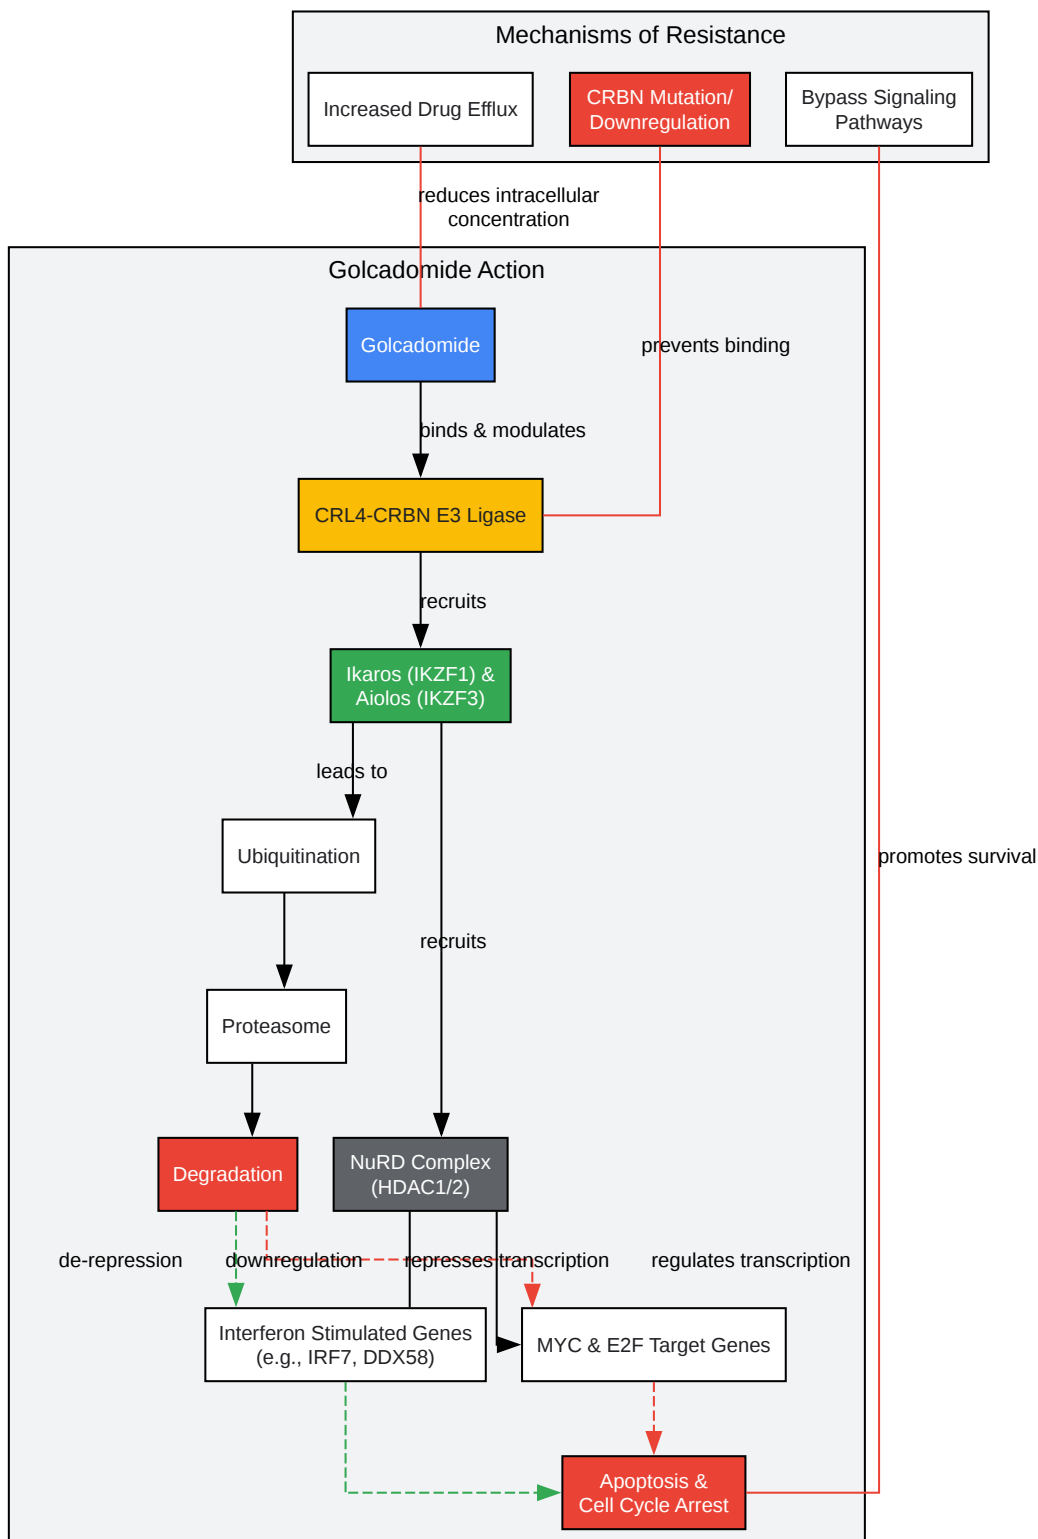 Mechanisms of Resistance
Increased Drug Efflux
CRBN Mutation/
Downregulation
Bypass Signaling
Pathways
reduces intracellular
concentration
Golcadomide Action
Golcadomide
prevents binding
binds & modulates
CRL4-CRBN E3 Ligase
recruits
Ikaros (IKZF1) &
Aiolos (IKZF3)
leads to
Ubiquitination
promotes survival
recruits
Proteasome
Degradation
NuRD Complex
(HDAC1/2)
de-repression
downregulation
represses transcription
regulates transcription
Interferon Stimulated Genes
(e.g., IRF7, DDX58)
MYC & E2F Target Genes
Apoptosis &
Cell Cycle Arrest